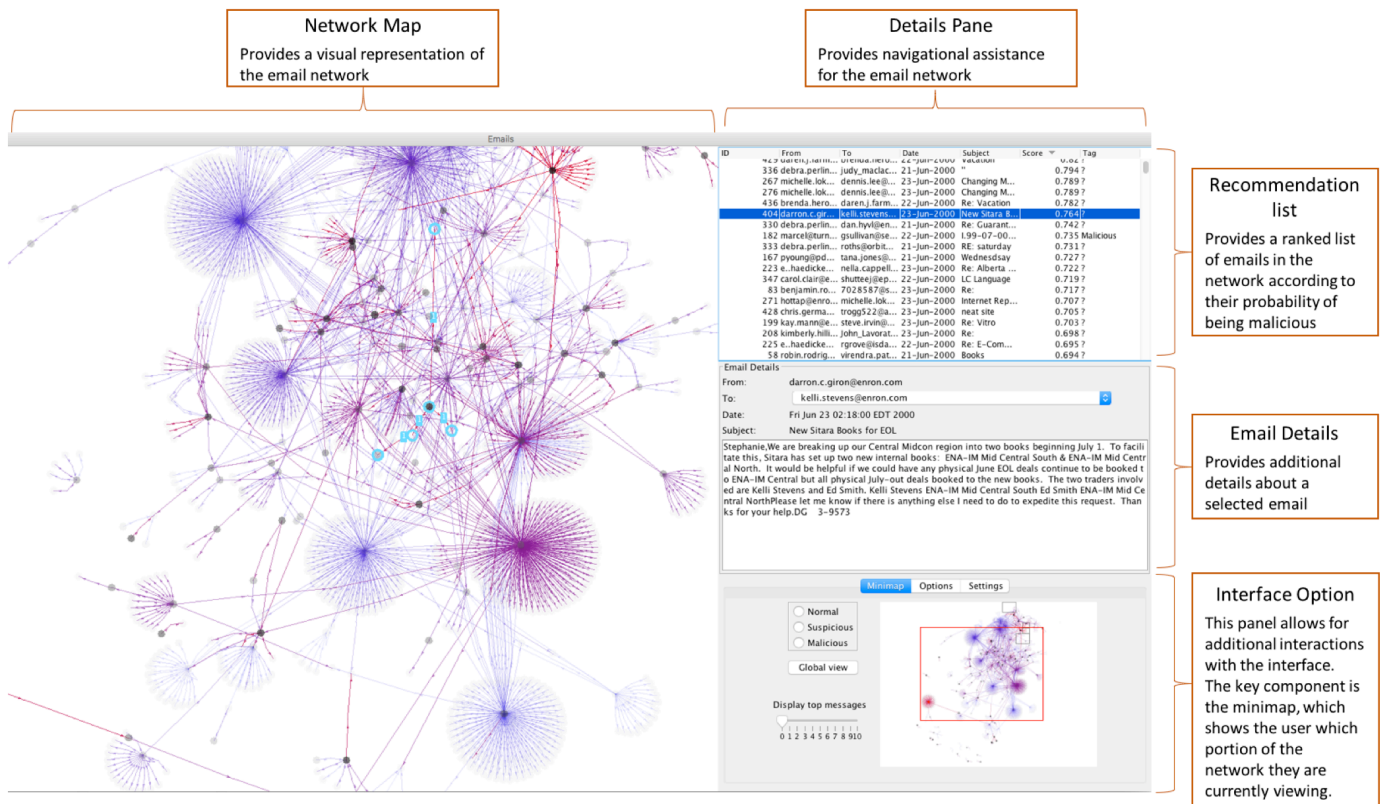 Network Map
Provides a visual representation of
the email network
Details Pane
Provides navigational assistance
for the email network
Emails
ID From To Date Subject Score Tag
429 daren.j.farm... brenda.hero... 22-Jun-2000 Vacation 0.82 ?
336 debra.perlin... judy_maclac... 21-Jun-2000 " 0.794 ?
267 michelle.lok... dennis.lee@... 23-Jun-2000 Changing M... 0.789 ?
276 michelle.lok... dennis.lee@... 23-Jun-2000 Changing M... 0.789 ?
436 brenda.hero... daren.j.farm... 22-Jun-2000 Re: Vacation 0.782 ?
404 darron.c.gir... kelli.stevens... 23-Jun-2000 New Sitara B... 0.764 ?
330 debra.perlin... dan.hyvl@en... 21-Jun-2000 Re: Guarant... 0.742 ?
182 marcel@turn... gsullivan@se... 22-Jun-2000 I.99-07-00... 0.735 Malicious
333 debra.perlin... roths@orbit... 21-Jun-2000 RE: saturday 0.731 ?
167 pyoung@pd... tana.jones@... 21-Jun-2000 Wednesdsay 0.727 ?
223 e..haedicke... nella.cappell... 23-Jun-2000 Re: Alberta ... 0.722 ?
347 carol.clair@e... shutteej@ep... 22-Jun-2000 LC Language 0.719 ?
83 benjamin.ro... 7028587@s... 23-Jun-2000 Re: 0.717 ?
271 hottap@enro... michelle.lok... 23-Jun-2000 Internet Rep... 0.707 ?
428 chris.germa... trogg522@a... 23-Jun-2000 neat site 0.705 ?
199 kay.mann@e... steve.irvin@... 23-Jun-2000 Re: Vitro 0.703 ?
208 kimberly.hilli... John_Lavorat... 23-Jun-2000 Re: 0.698 ?
225 e..haedicke... rgrove@isda... 22-Jun-2000 Re: E-Com... 0.695 ?
58 robin.rodrig... virendra.pat... 21-Jun-2000 Books 0.694 ?
Recommendation
list
Provides a ranked list
of emails in the
network according to
their probability of
being malicious
Email Details
From: darron.c.giron@enron.com
To: kelli.stevens@enron.com
Date: Fri Jun 23 02:18:00 EDT 2000
Subject: New Sitara Books for EOL
Stephanie,We are breaking up our Central Midcon region into two books beginning July 1. To facili
tate this, Sitara has set up two new internal books: ENA-IM Mid Central South & ENA-IM Mid Centr
al North. It would be helpful if we could have any physical June EOL deals continue to be booked t
o ENA-IM Central but all physical July-out deals booked to the new books. The two traders involv
ed are Kelli Stevens and Ed Smith. Kelli Stevens ENA-IM Mid Central South Ed Smith ENA-IM Mid Ce
ntral NorthPlease let me know if there is anything else I need to do to expedite this request. Than
ks for your help.DG 3-9573
Email Details
Provides additional
details about a
selected email
Minimap Options Settings
Normal
Suspicious
Malicious
Global view
Display top messages
0 1 2 3 4 5 6 7 8 9 10
Interface Option
This panel allows for
additional interactions
with the interface.
The key component is
the minimap, which
shows the user which
portion of the
network they are
currently viewing.